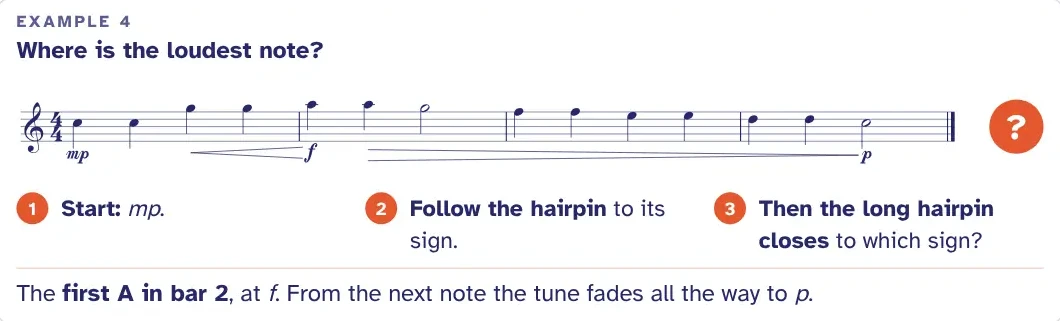 EXAMPLE 4
Where is the loudest note?
4
4
mp f p
?
1 Start: mp.
2 Follow the hairpin to its
sign.
3 Then the long hairpin
closes to which sign?
The first A in bar 2, at f. From the next note the tune fades all the way to p.